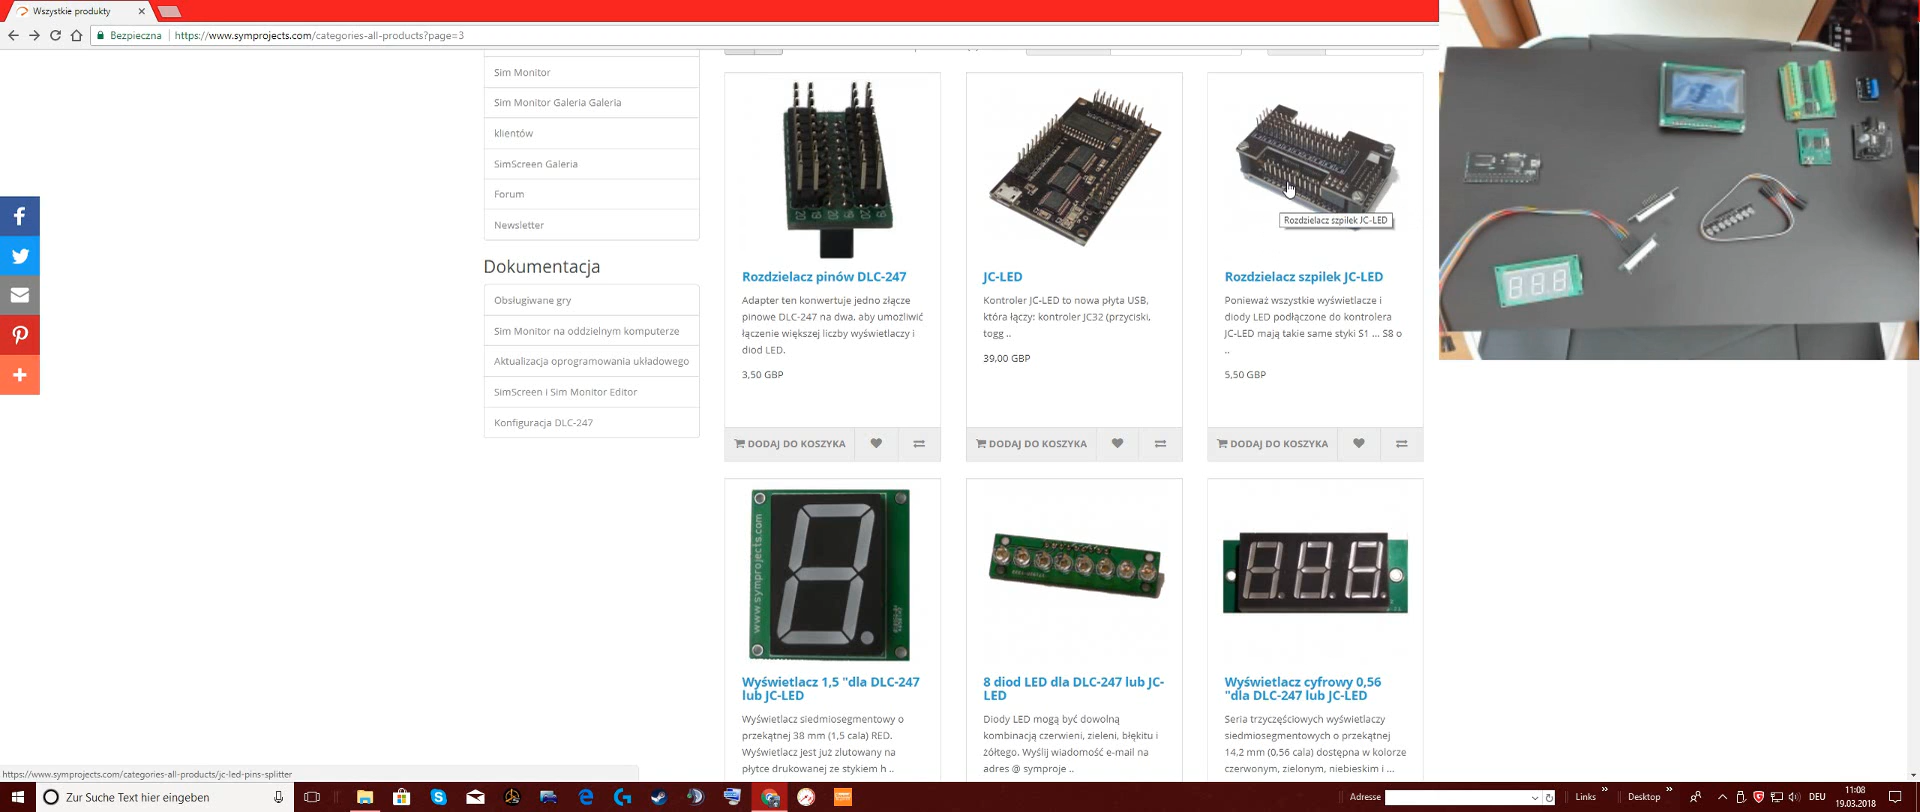 Wszystkie produkty
Bezpieczna
https://www.symprojects.com/categories-all-products?page=3
Sim Monitor
Sim Monitor Galeria Galeria
klientów
SimScreen Galeria
Forum
Newsletter
Dokumentacja
Obsługiwane gry
Sim Monitor na oddzielnym komputerze
Aktualizacja oprogramowania układowego
SimScreen i Sim Monitor Editor
Konfiguracja DLC-247
Rozdzielacz pinów DLC-247
Adapter ten konwertuje jedno złącze
pinowe DLC-247 na dwa, aby umożliwić
łączenie większej liczby wyświetlaczy i
diod LED.
3,50 GBP
DODAJ DO KOSZYKA
JC-LED
Kontroler JC-LED to nowa płyta USB,
która łączy: kontroler JC32 (przyciski,
togg ..
39,00 GBP
DODAJ DO KOSZYKA
Rozdzielacz szpilek JC-LED
Rozdzielacz szpilek JC-LED
Ponieważ wszystkie wyświetlacze i
diody LED podłączone do kontrolera
JC-LED mają takie same styki S1 ... S8 o
..
5,50 GBP
DODAJ DO KOSZYKA
www.symprojects.com
Wyświetlacz 1,5 "dla DLC-247
lub JC-LED
Wyświetlacz siedmiosegmentowy o
przekątnej 38 mm (1,5 cala) RED.
Wyświetlacz jest już zlutowany na
płytce drukowanej ze stykiem h ..
8 diod LED dla DLC-247 lub JC-
LED
Diody LED mogą być dowolną
kombinacją czerwieni, zieleni, błękitu i
żółtego. Wyślij wiadomość e-mail na
adres @ symproje ..
Wyświetlacz cyfrowy 0,56
"dla DLC-247 lub JC-LED
Seria trzyczęściowych wyświetlaczy
siedmiosegmentowych o przekątnej
14,2 mm (0,56 cala) dostępna w kolorze
czerwonym, zielonym, niebieskim i ...
https://www.symprojects.com/categories-all-products/jc-led-pins-splitter
Zur Suche Text hier eingeben
Adresse
Links
Desktop
DEU
11:08
19.03.2018